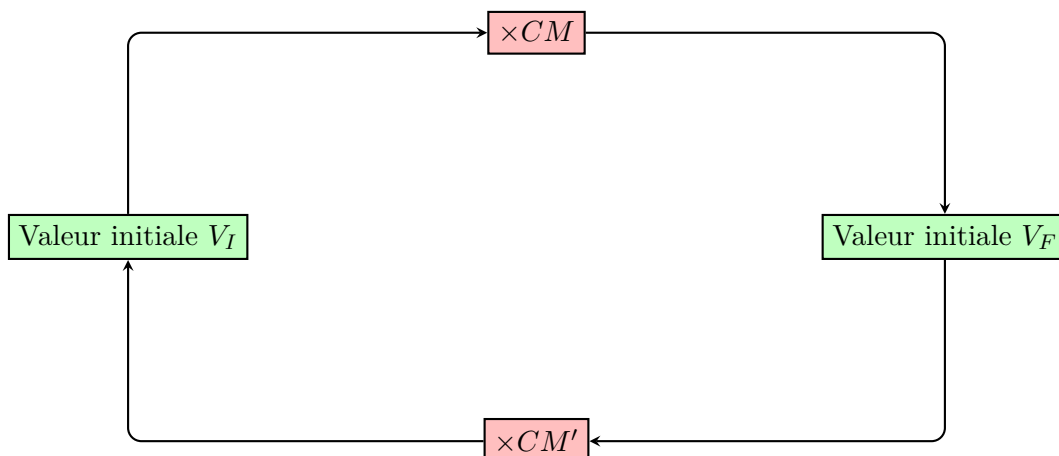 ×CM
Valeur initiale V_I
Valeur initiale V_F
×CM′